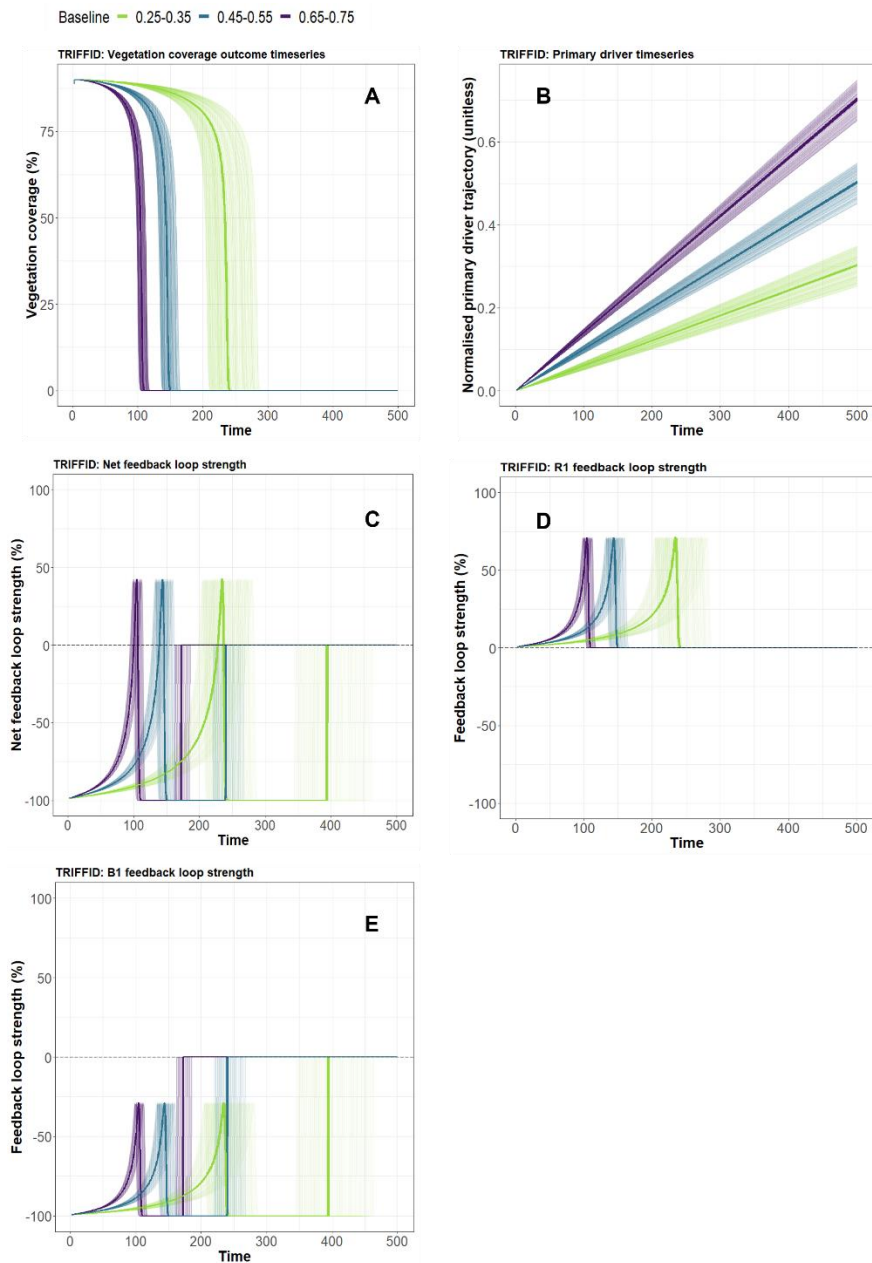 Baseline 0.25-0.35 0.45-0.55 0.65-0.75
TRIFFID: Vegetation coverage outcome timeseries
A
Vegetation coverage (%)
75
50
25
0
0 100 200 300 400 500
Time
TRIFFID: Primary driver timeseries
B
Normalised primary driver trajectory (unitless)
0.6
0.4
0.2
0.0
0 100 200 300 400 500
Time
TRIFFID: Net feedback loop strength
C
Net feedback loop strength (%)
100
50
0
-50
-100
0 100 200 300 400 500
Time
TRIFFID: R1 feedback loop strength
D
Feedback loop strength (%)
100
50
0
-50
-100
0 100 200 300 400 500
Time
TRIFFID: B1 feedback loop strength
E
Feedback loop strength (%)
100
50
0
-50
-100
0 100 200 300 400 500
Time